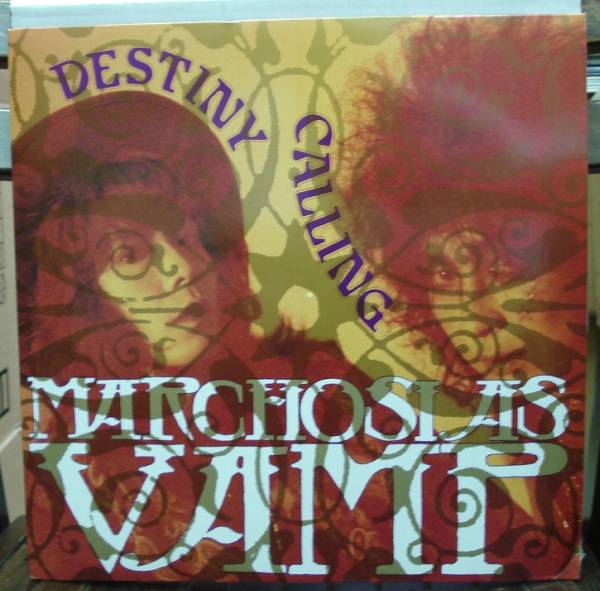 DESTINY
CALLING
MARCHOSIAS
VAMP